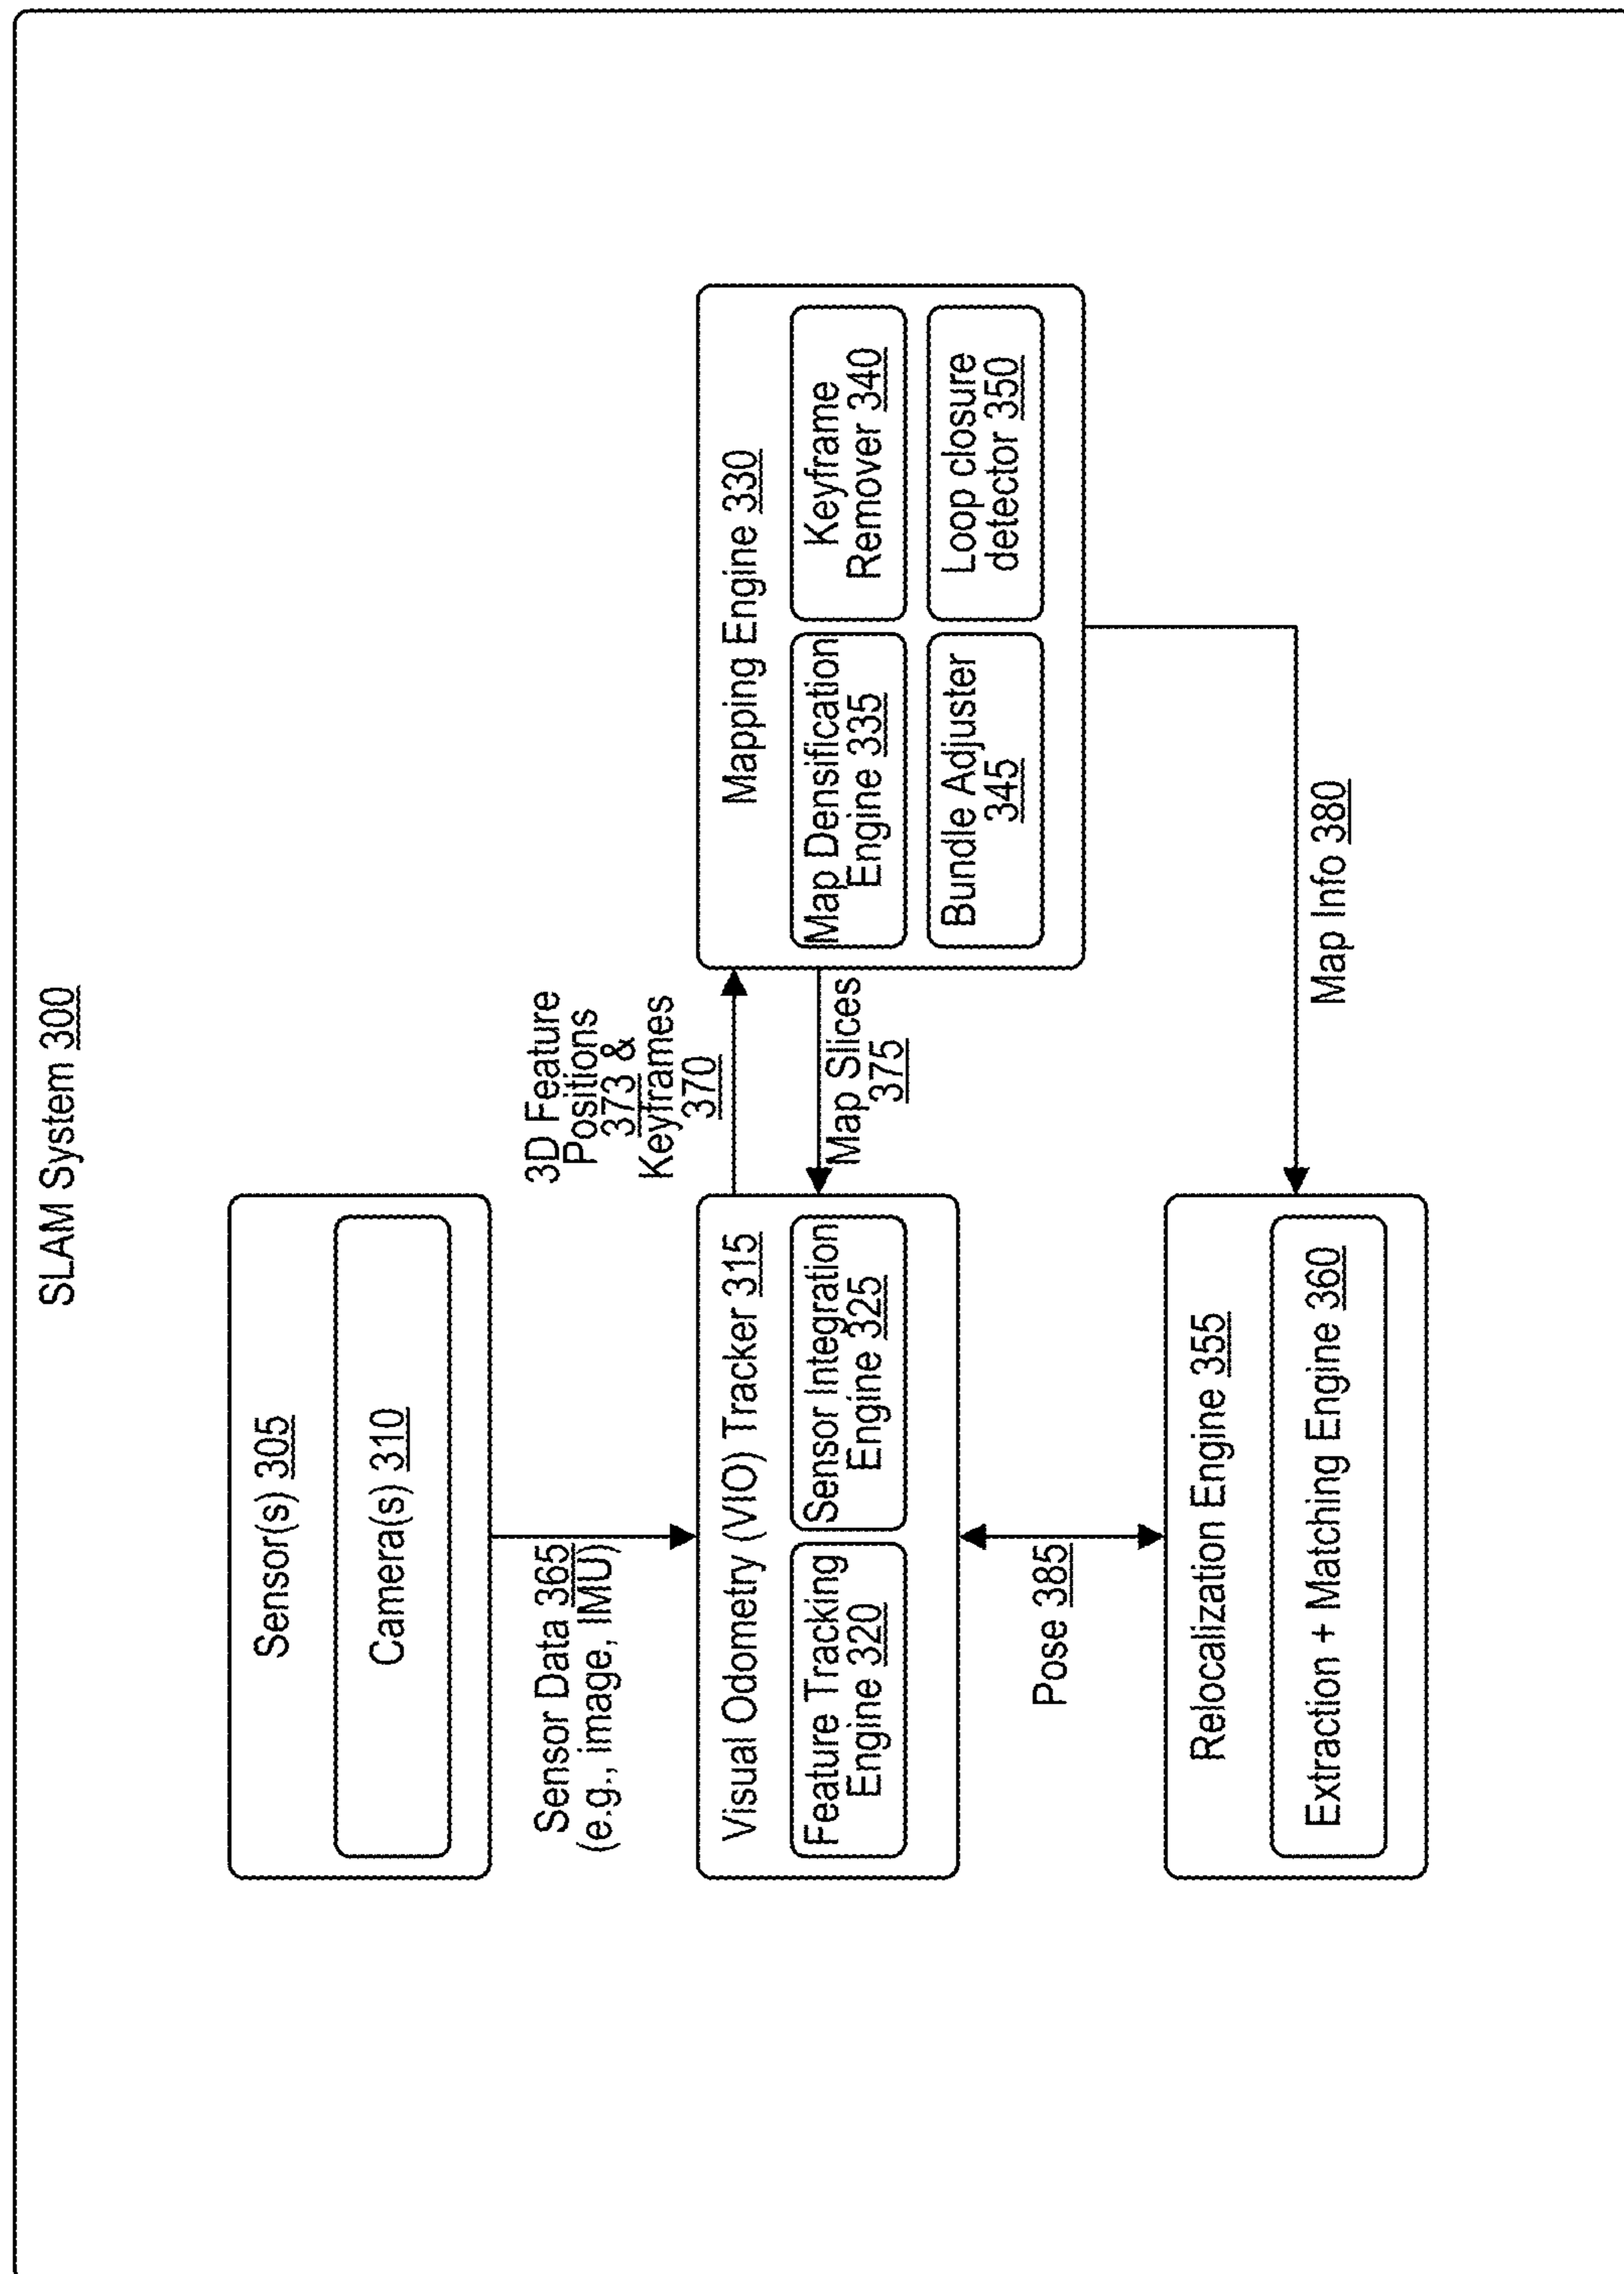 SLAM System 300
Sensor(s) 305
Camera(s) 310
Sensor Data 365
(e.g., image, IMU)
Visual Odometry (VIO) Tracker 315
Feature Tracking
Engine 320
Sensor Integration
Engine 325
3D Feature
Positions
373 &
Keyframes
370
Map Slices
375
Mapping Engine 330
Map Densification
Engine 335
Keyframe
Remover 340
Bundle Adjuster
345
Loop closure
detector 350
Pose 385
Map Info 380
Relocalization Engine 355
Extraction + Matching Engine 360